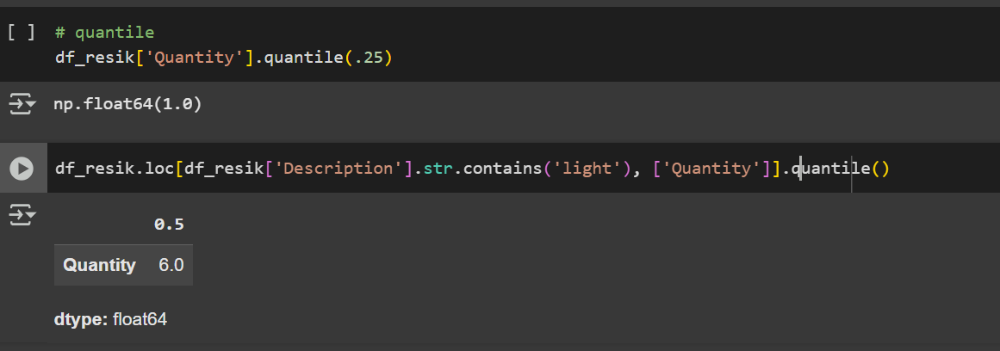 [ ] # quantile
df_resik['Quantity'].quantile(.25)
np.float64(1.0)
df_resik.loc[df_resik['Description'].str.contains('light'), ['Quantity']].quantile()
0.5
Quantity 6.0
dtype: float64